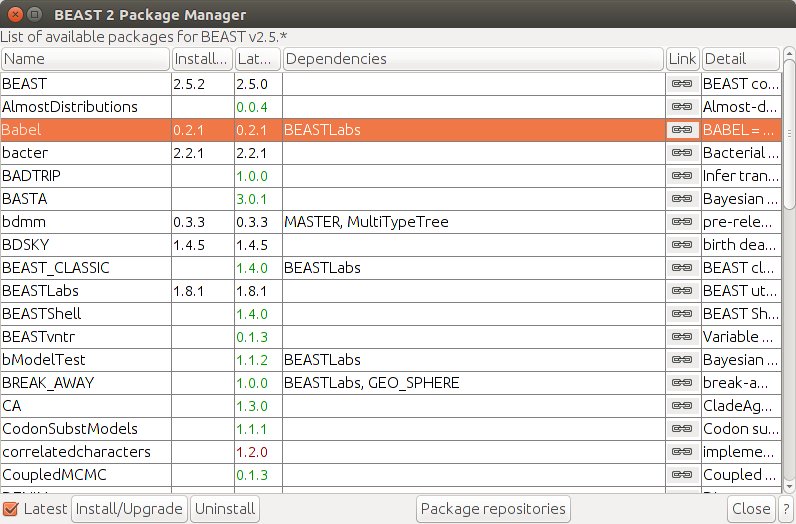 BEAST 2 Package Manager
List of available packages for BEAST v2.5.*
Name Install... Lat... Dependencies Link Detail
BEAST 2.5.2 2.5.0 BEAST co...
AlmostDistributions 0.0.4 Almost-d...
Babel 0.2.1 0.2.1 BEASTLabs BABEL = ...
bacter 2.2.1 2.2.1 Bacterial ...
BADTRIP 1.0.0 Infer tran...
BASTA 3.0.1 Bayesian ...
bdmm 0.3.3 0.3.3 MASTER, MultiTypeTree pre-rele...
BDSKY 1.4.5 1.4.5 birth dea...
BEAST_CLASSIC 1.4.0 BEASTLabs BEAST cl...
BEASTLabs 1.8.1 1.8.1 BEAST ut...
BEASTShell 1.4.0 BEAST Sh...
BEASTvntr 0.1.3 Variable ...
bModelTest 1.1.2 BEASTLabs Bayesian ...
BREAK_AWAY 1.0.0 BEASTLabs, GEO_SPHERE break-a...
CA 1.3.0 CladeAg...
CodonSubstModels 1.1.1 Codon su...
correlatedcharacters 1.2.0 impleme...
CoupledMCMC 0.1.3 Coupled ...
Latest Install/Upgrade Uninstall Package repositories Close ?